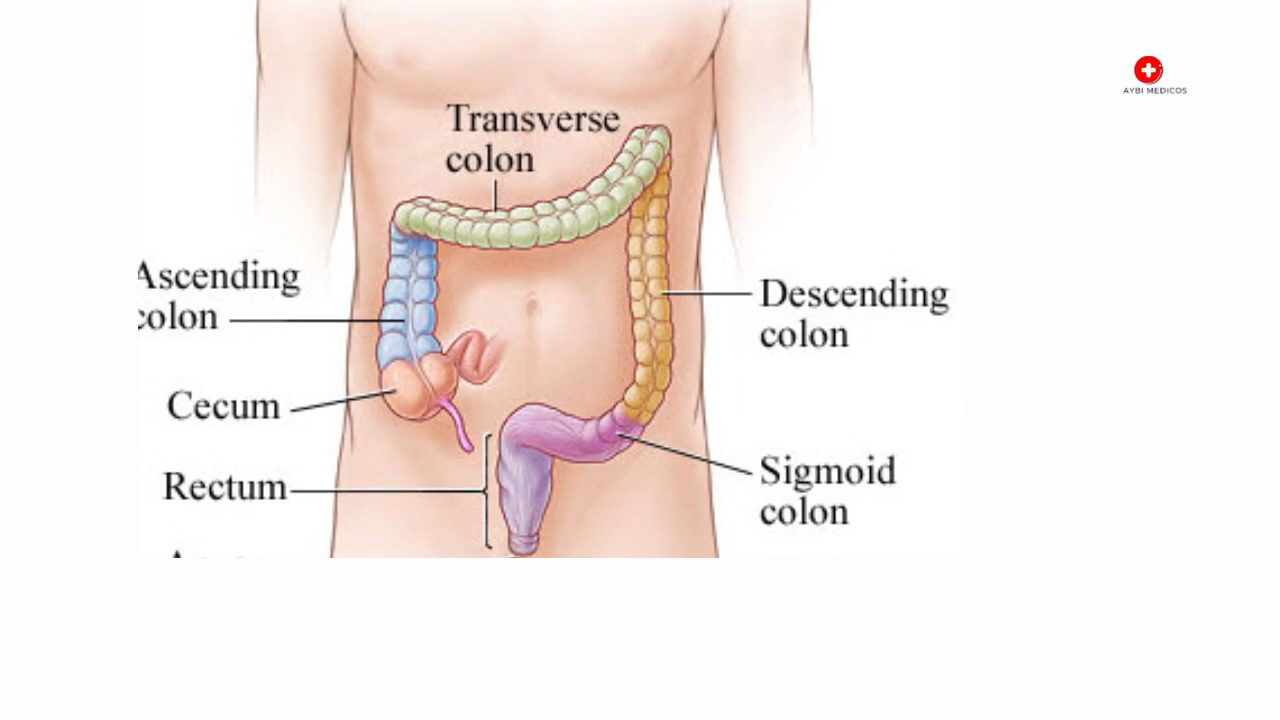 AYBI MEDICOS
Transverse
colon
Ascending
colon
Descending
colon
Cecum
Sigmoid
colon
Rectum